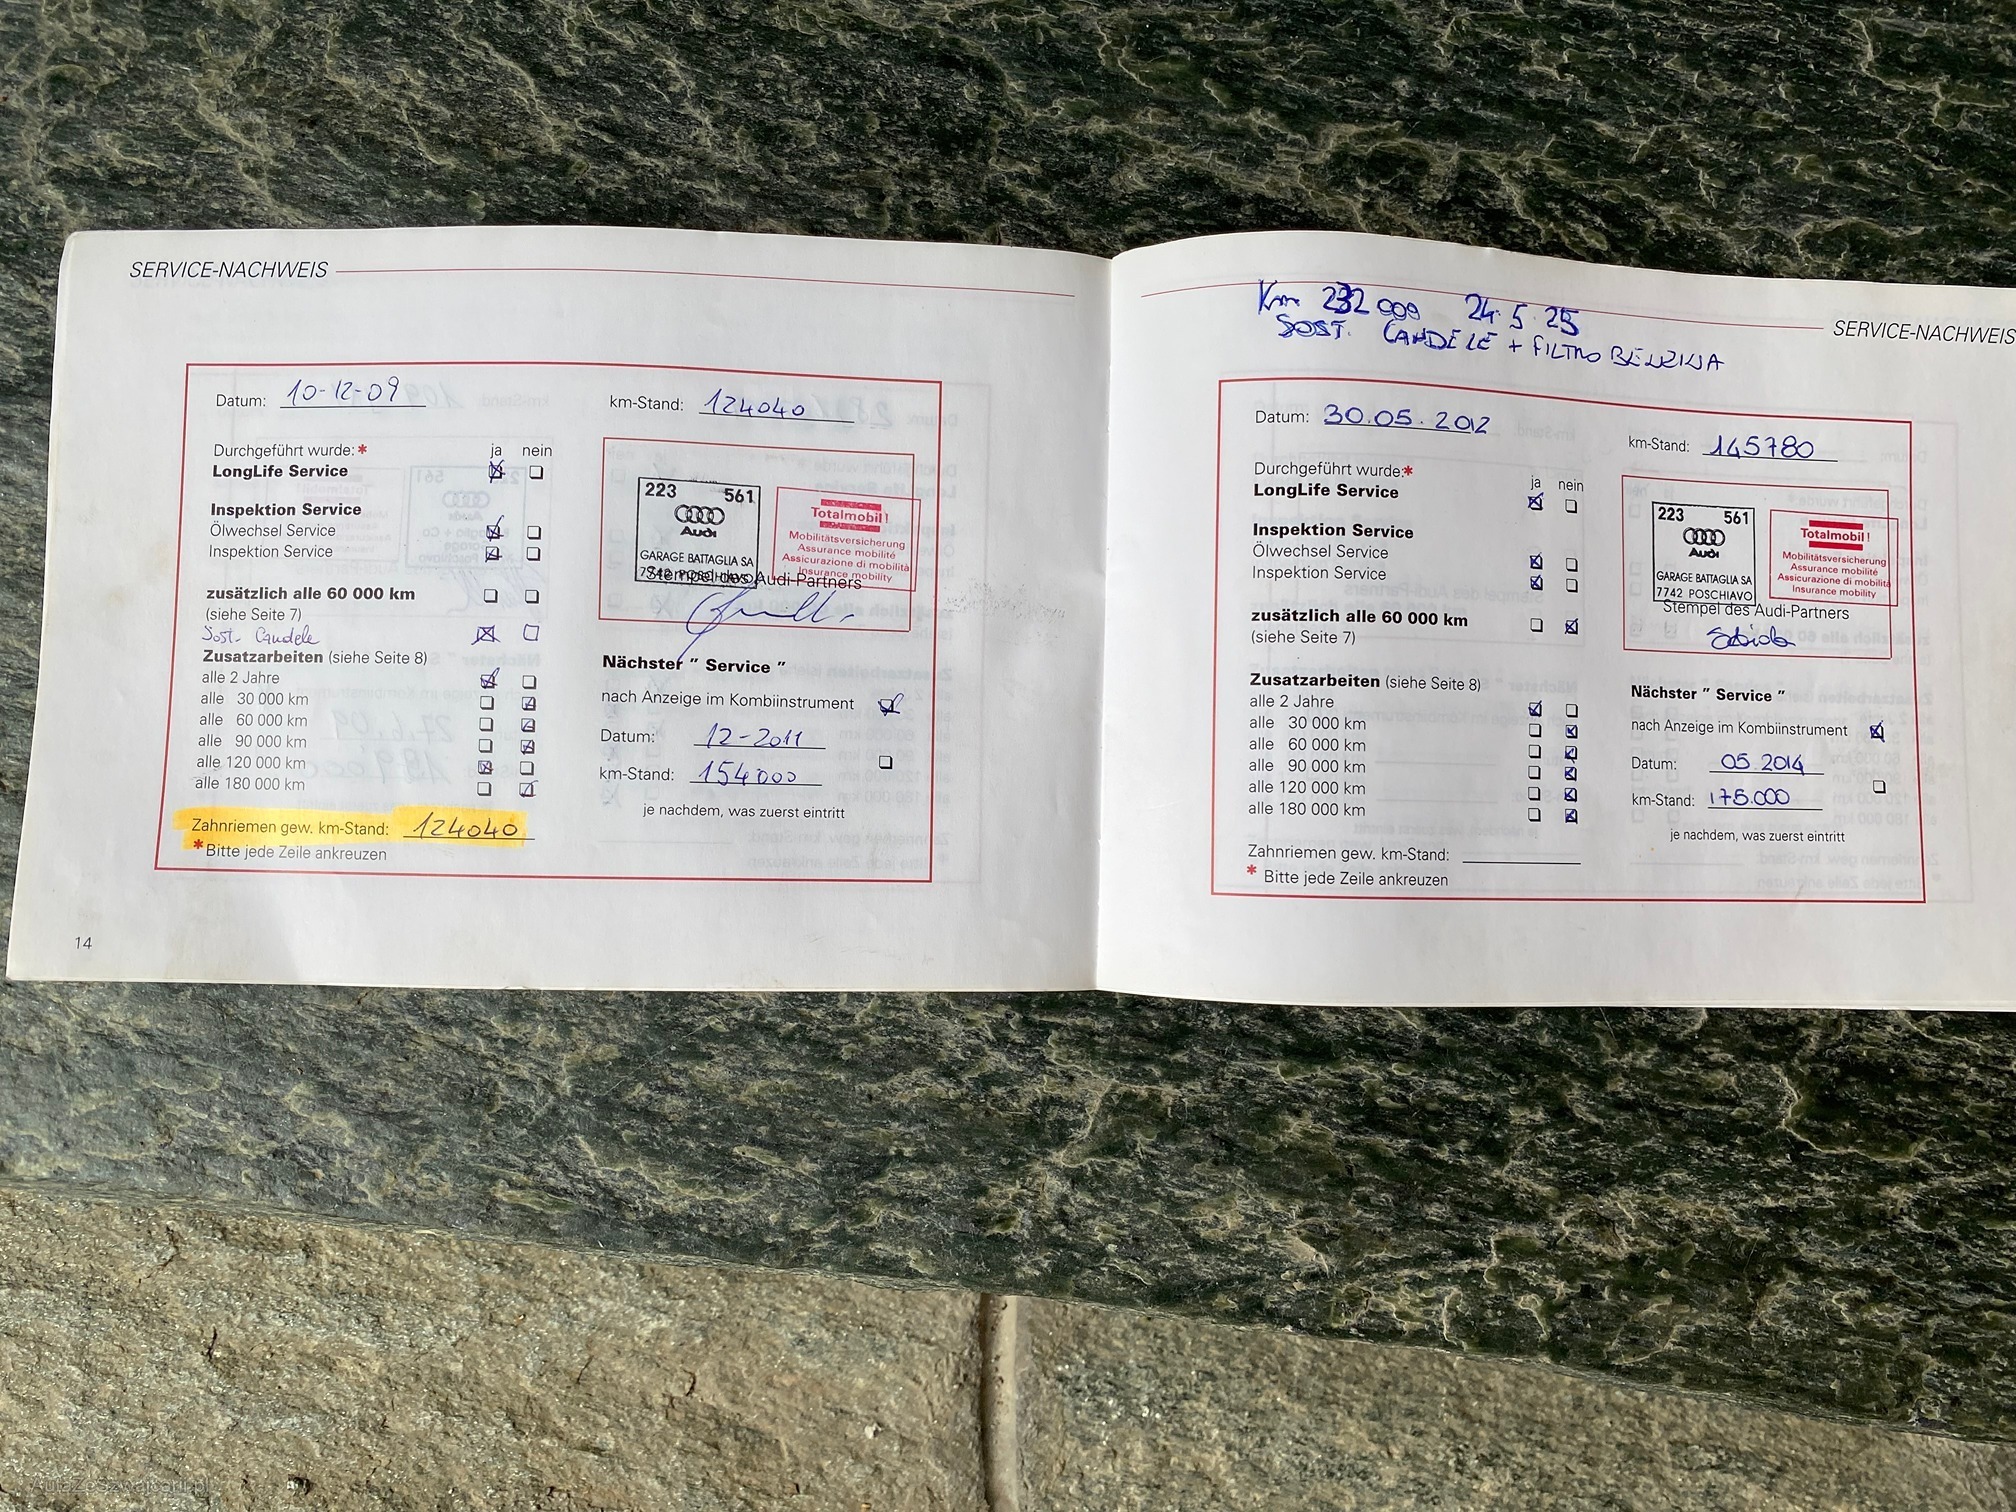 SERVICE-NACHWEIS
Datum: 10-12-09
km-Stand: 124040
Durchgeführt wurde:* ja nein
LongLife Service
Inspektion Service
Ölwechsel Service
Inspektion Service
zusätzlich alle 60 000 km
(siehe Seite 7)
Sost. Candele
Zusatzarbeiten (siehe Seite 8)
alle 2 Jahre
alle 30 000 km
alle 60 000 km
alle 90 000 km
alle 120 000 km
alle 180 000 km
Zahnriemen gew. km-Stand: 124040
*Bitte jede Zeile ankreuzen
223 561
Audi
GARAGE BATTAGLIA SA
7742 POSCHIAVO
Totalmobil!
Mobilitätsversicherung
Assurance mobilité
Assicurazione di mobilità
Insurance mobility
Stempel des Audi-Partners
Nächster " Service "
nach Anzeige im Kombiinstrument
Datum: 12-2011
km-Stand: 154000
je nachdem, was zuerst eintritt
14
Km 232 009 24.5.25
SOST. CANDELE + FILTRO BENZINA
SERVICE-NACHWEIS
Datum: 30.05.2012
km-Stand: 145780
Durchgeführt wurde:* ja nein
LongLife Service
Inspektion Service
Ölwechsel Service
Inspektion Service
zusätzlich alle 60 000 km
(siehe Seite 7)
Zusatzarbeiten (siehe Seite 8)
alle 2 Jahre
alle 30 000 km
alle 60 000 km
alle 90 000 km
alle 120 000 km
alle 180 000 km
Zahnriemen gew. km-Stand:
* Bitte jede Zeile ankreuzen
223 561
Audi
GARAGE BATTAGLIA SA
7742 POSCHIAVO
Totalmobil!
Mobilitätsversicherung
Assurance mobilité
Assicurazione di mobilità
Insurance mobility
Stempel des Audi-Partners
Nächster " Service "
nach Anzeige im Kombiinstrument
Datum: 05.2014
km-Stand: 175.000
je nachdem, was zuerst eintritt
AutaZeSzwajcarii.pl